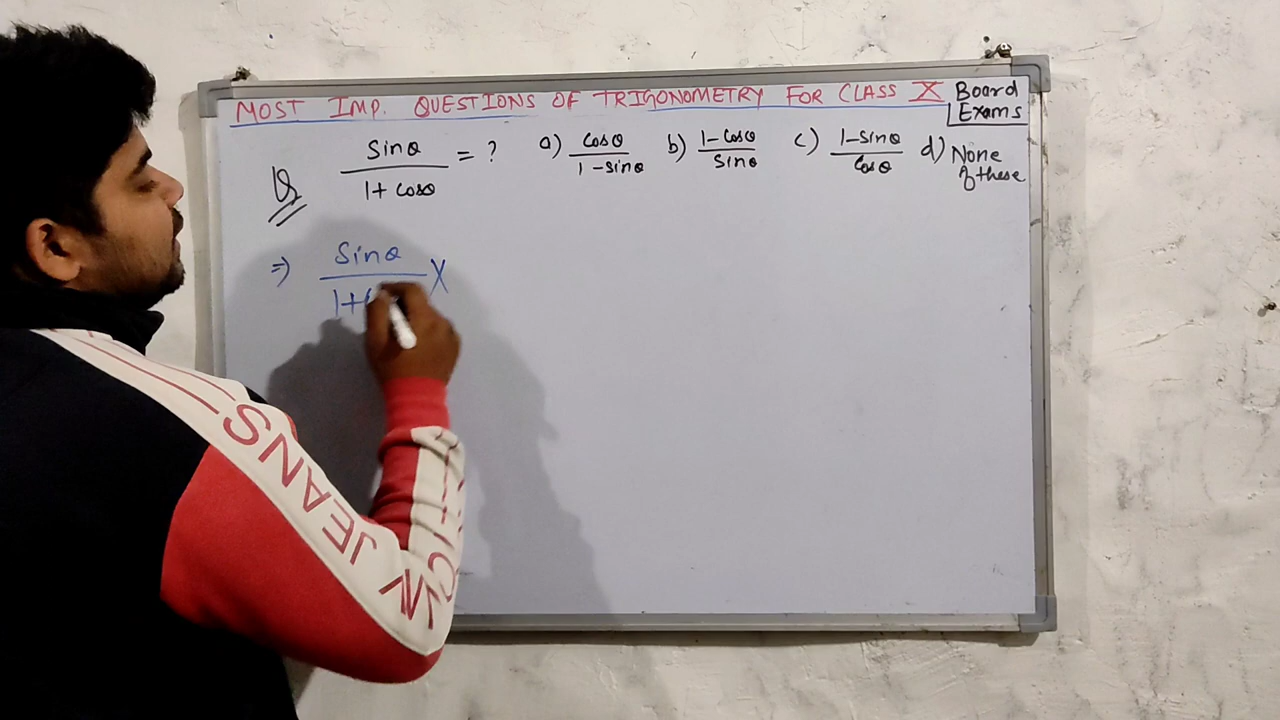 MOST IMP. QUESTIONS OF TRIGONOMETRY FOR CLASS X Board Exams
Q Sinθ / 1+ Cosθ = ? a) Cosθ / 1-sinθ b) 1-Cosθ / Sinθ c) 1-Sinθ / Cosθ d) None of these
⇒ Sinθ / 1+ X
JEANS